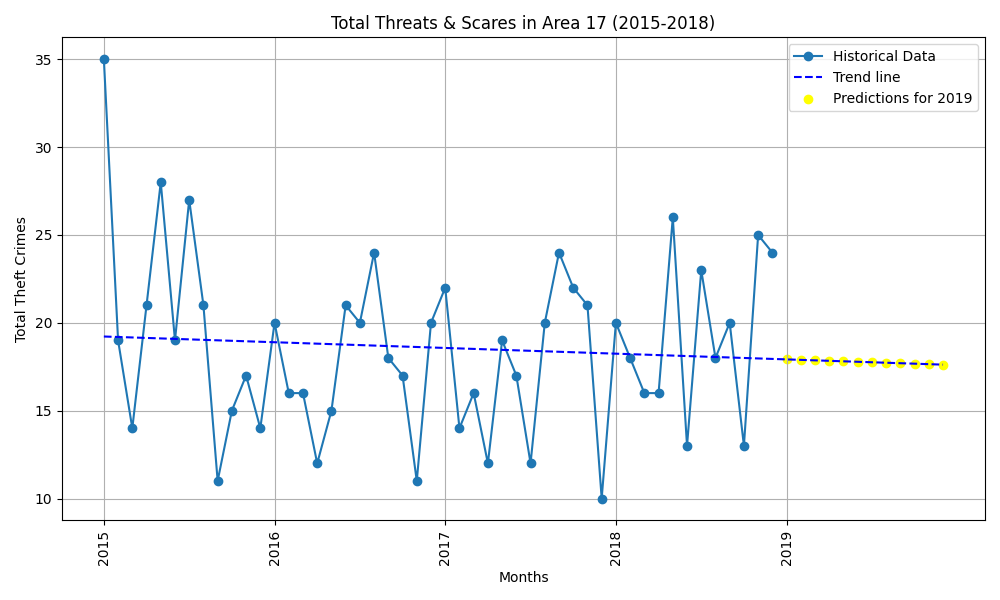 Total Threats & Scares in Area 17 (2015-2018)
Historical Data
Trend line
Predictions for 2019
Total Theft Crimes
35
30
25
20
15
10
2015
2016
2017
2018
2019
Months